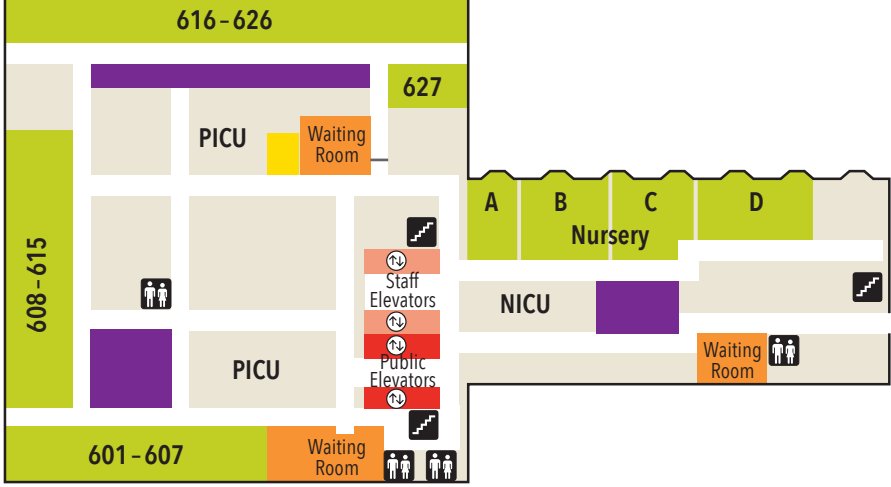 616 – 626
627
PICU
Waiting
Room
A
B
C
D
Nursery
608 – 615
Staff
Elevators
NICU
Public
Elevators
PICU
Waiting
Room
601 – 607
Waiting
Room